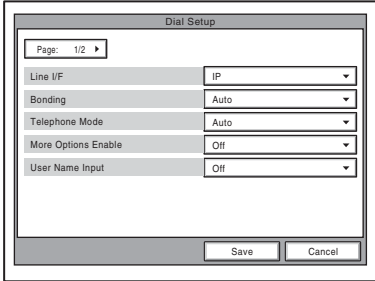 Dial Setup
Page: 1/2
Line I/F IP
Bonding Auto
Telephone Mode Auto
More Options Enable Off
User Name Input Off
Save Cancel